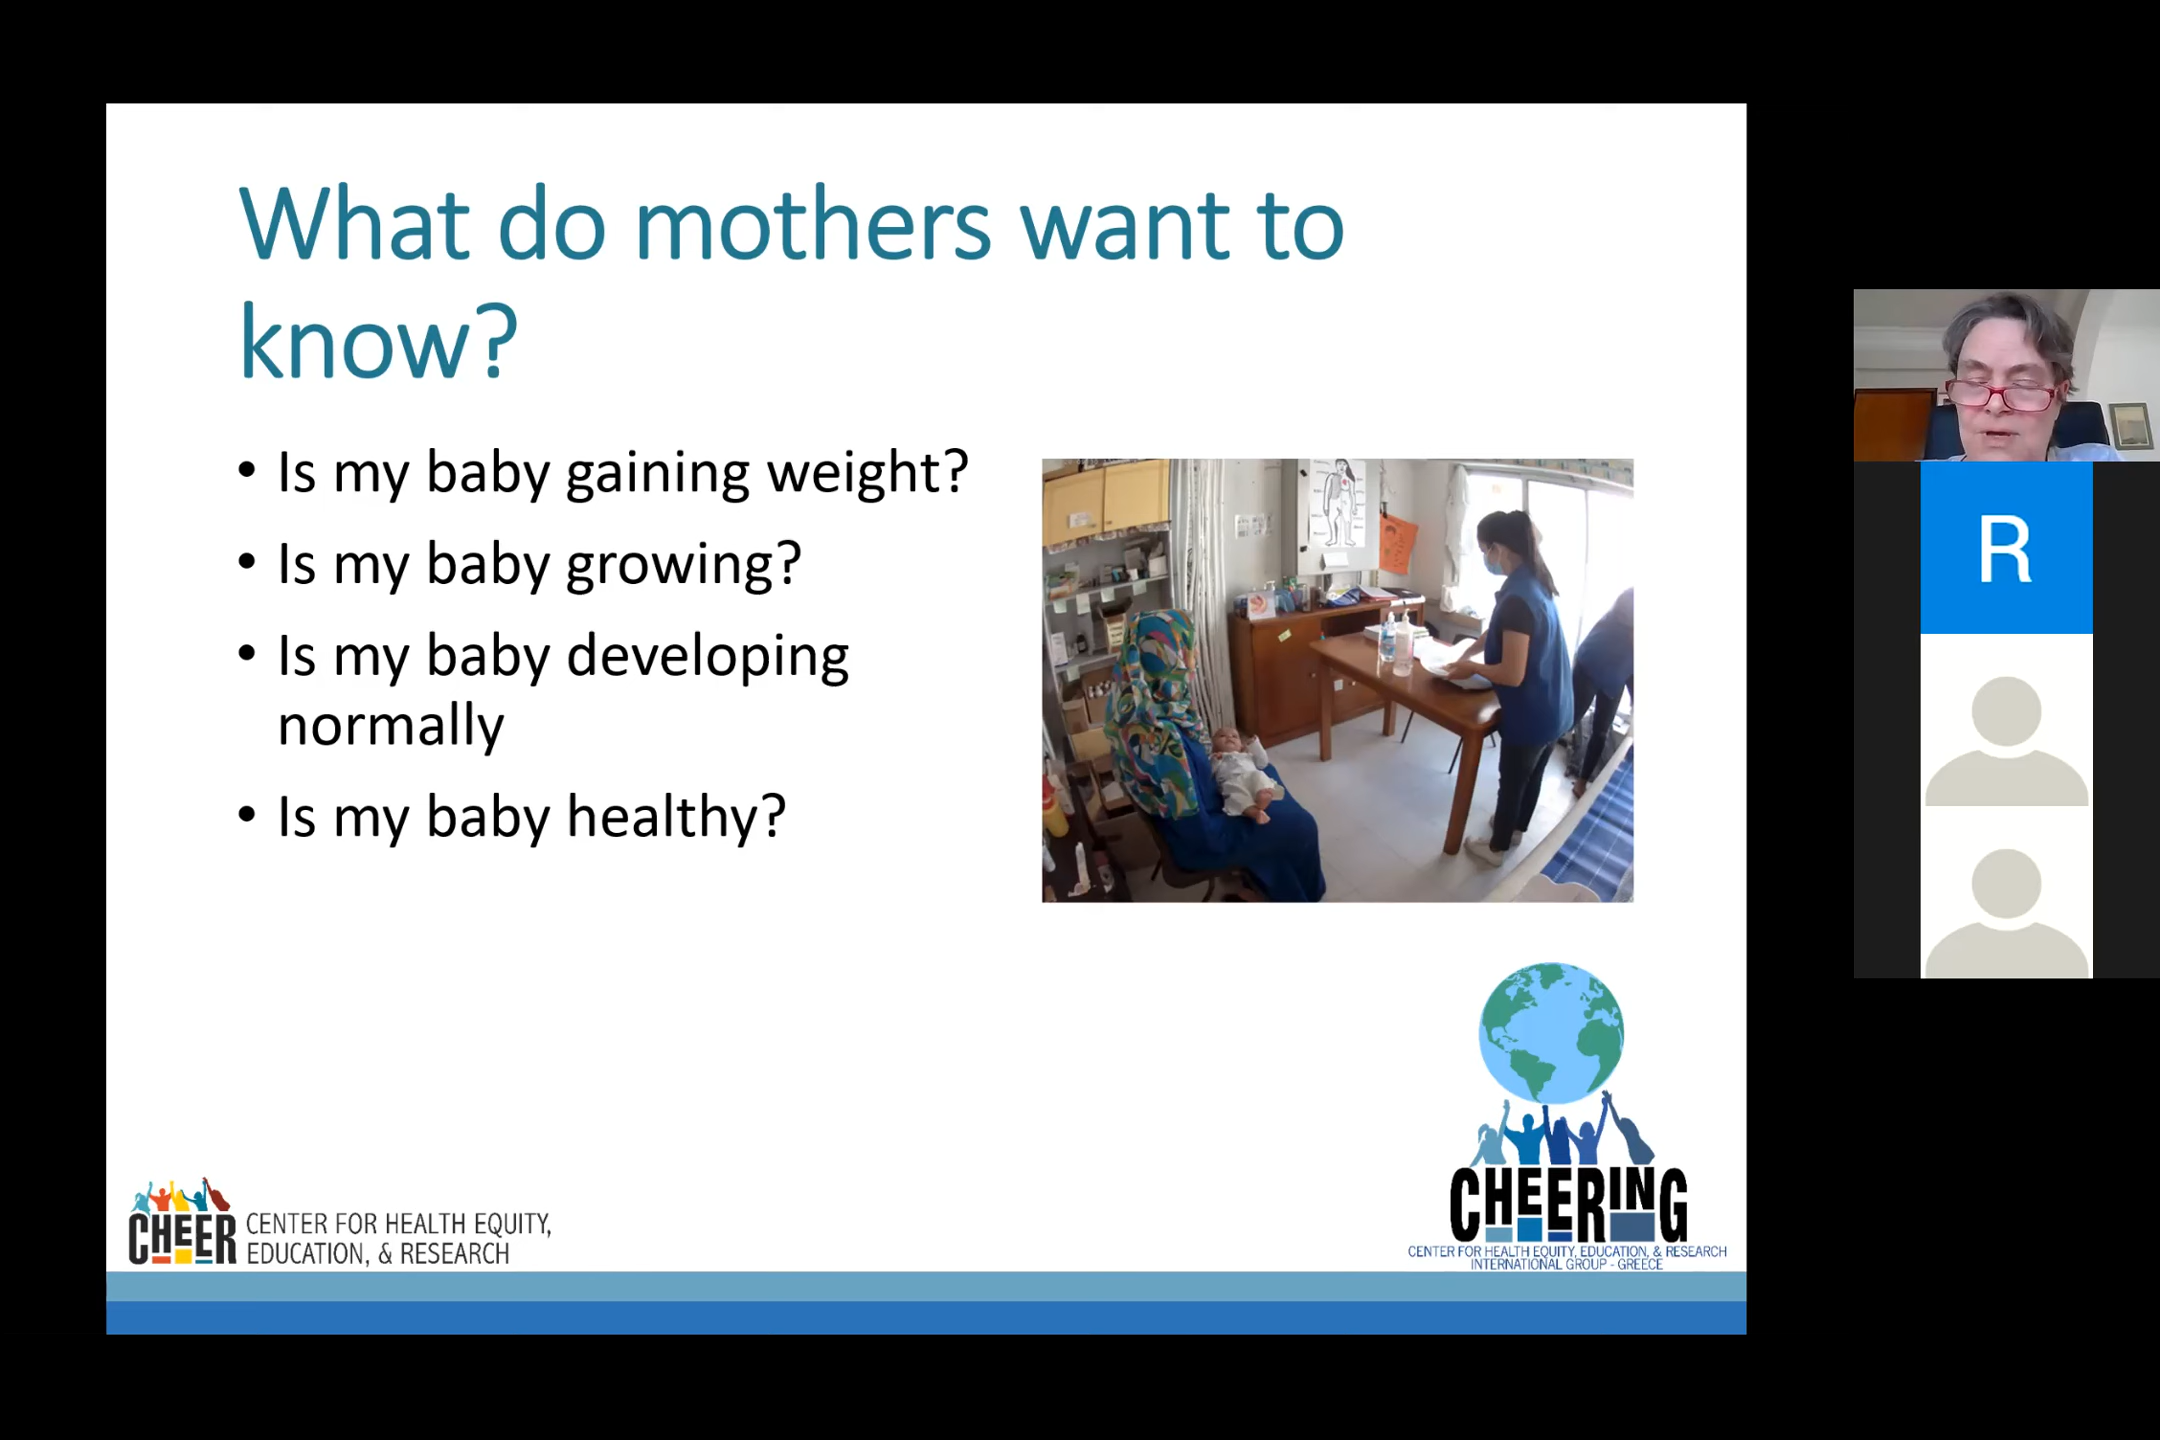 What do mothers want to
know?
• Is my baby gaining weight?
• Is my baby growing?
• Is my baby developing
normally
• Is my baby healthy?
R
CHEERING
CENTER FOR HEALTH EQUITY, EDUCATION, & RESEARCH
INTERNATIONAL GROUP - GREECE
CHEER CENTER FOR HEALTH EQUITY,
EDUCATION, & RESEARCH